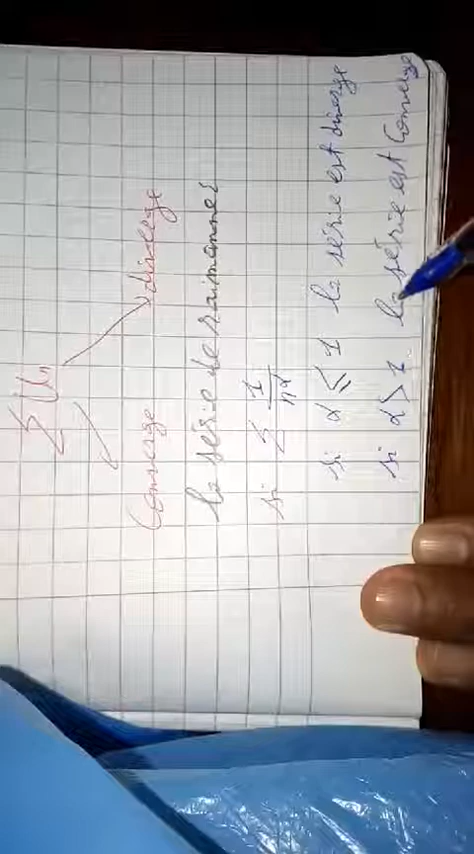 ∑ Un
Converge diverge
la série de raimanner
si ∑ 1/n^α
si α ⩽ 1 la série est diverge
si α > 1 la série est Converge